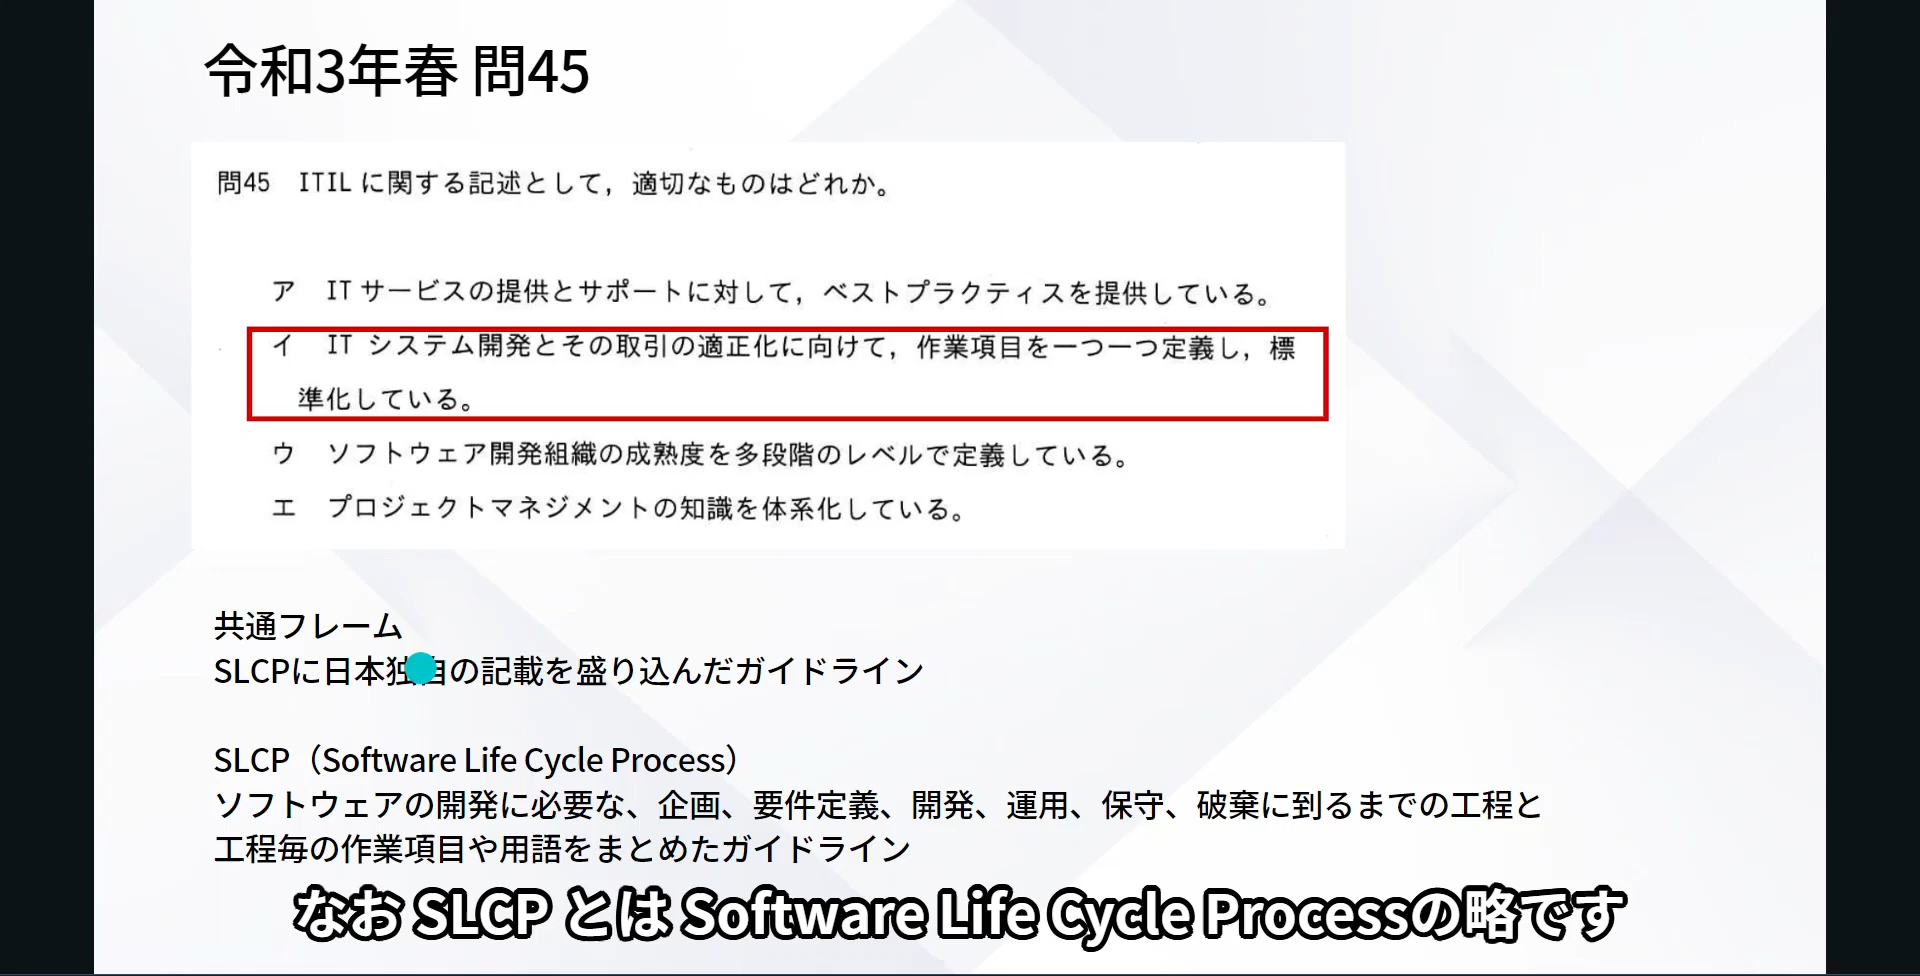 令和3年春 問45
問45　ITIL に関する記述として，適切なものはどれか。
ア　IT サービスの提供とサポートに対して，ベストプラクティスを提供している。
イ　IT システム開発とその取引の適正化に向けて，作業項目を一つ一つ定義し，標
準化している。
ウ　ソフトウェア開発組織の成熟度を多段階のレベルで定義している。
エ　プロジェクトマネジメントの知識を体系化している。
共通フレーム
SLCPに日本独自の記載を盛り込んだガイドライン
SLCP（Software Life Cycle Process）
ソフトウェアの開発に必要な、企画、要件定義、開発、運用、保守、破棄に到るまでの工程と
工程毎の作業項目や用語をまとめたガイドライン
なお SLCP とは Software Life Cycle Processの略です